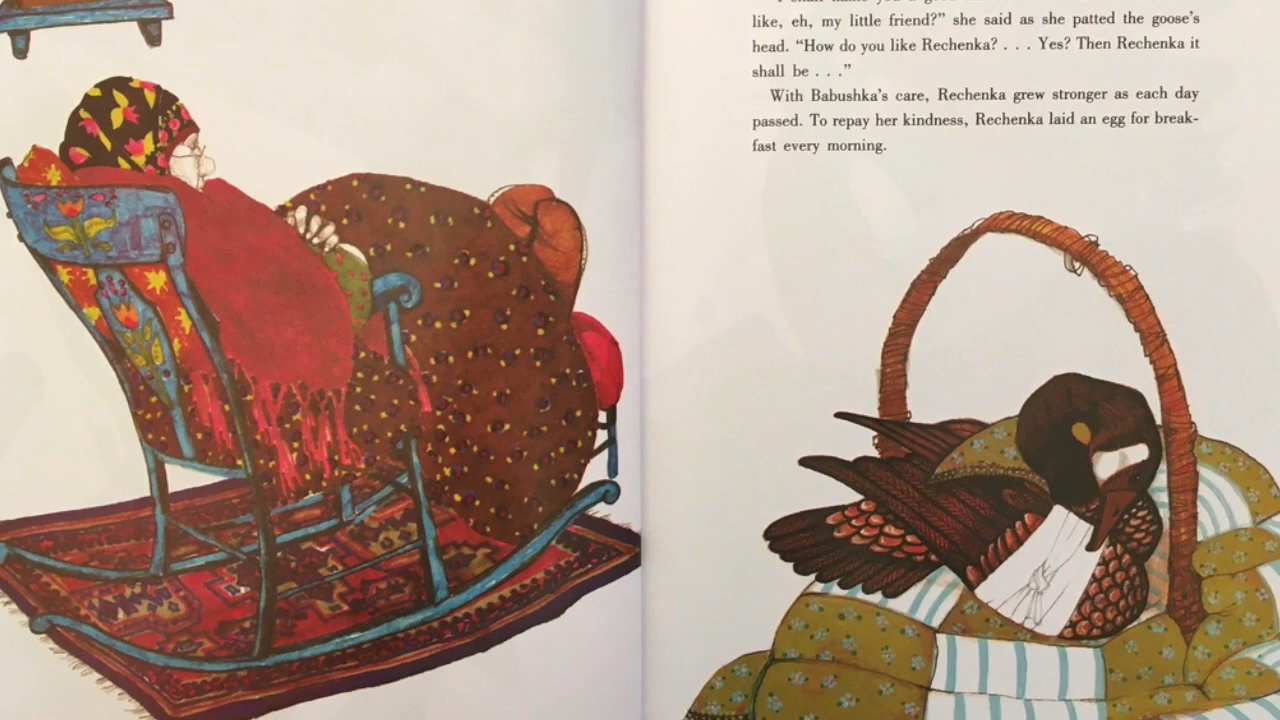 like, eh, my little friend?” she said as she patted the goose’s
head. “How do you like Rechenka? . . . Yes? Then Rechenka it
shall be . . .”
With Babushka’s care, Rechenka grew stronger as each day
passed. To repay her kindness, Rechenka laid an egg for break-
fast every morning.